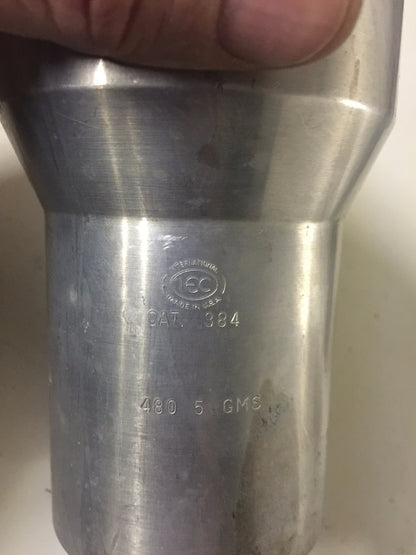 INTERNATIONAL
IEC
MADE IN U.S.A.
CAT. 384
480 5 GMS